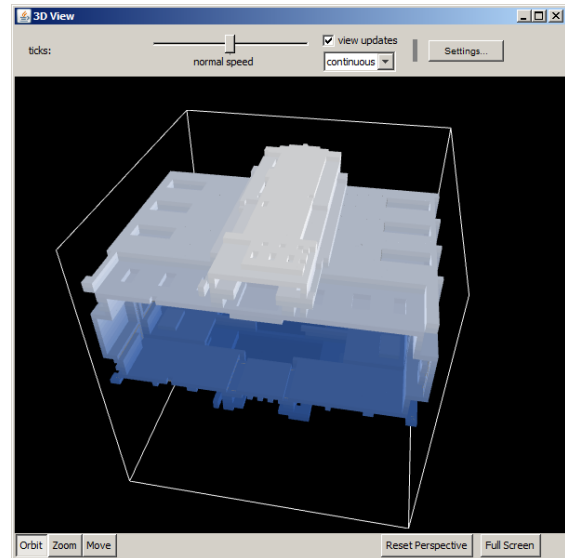 3D View
ticks:
normal speed
view updates
continuous
Settings...
Orbit Zoom Move Reset Perspective Full Screen